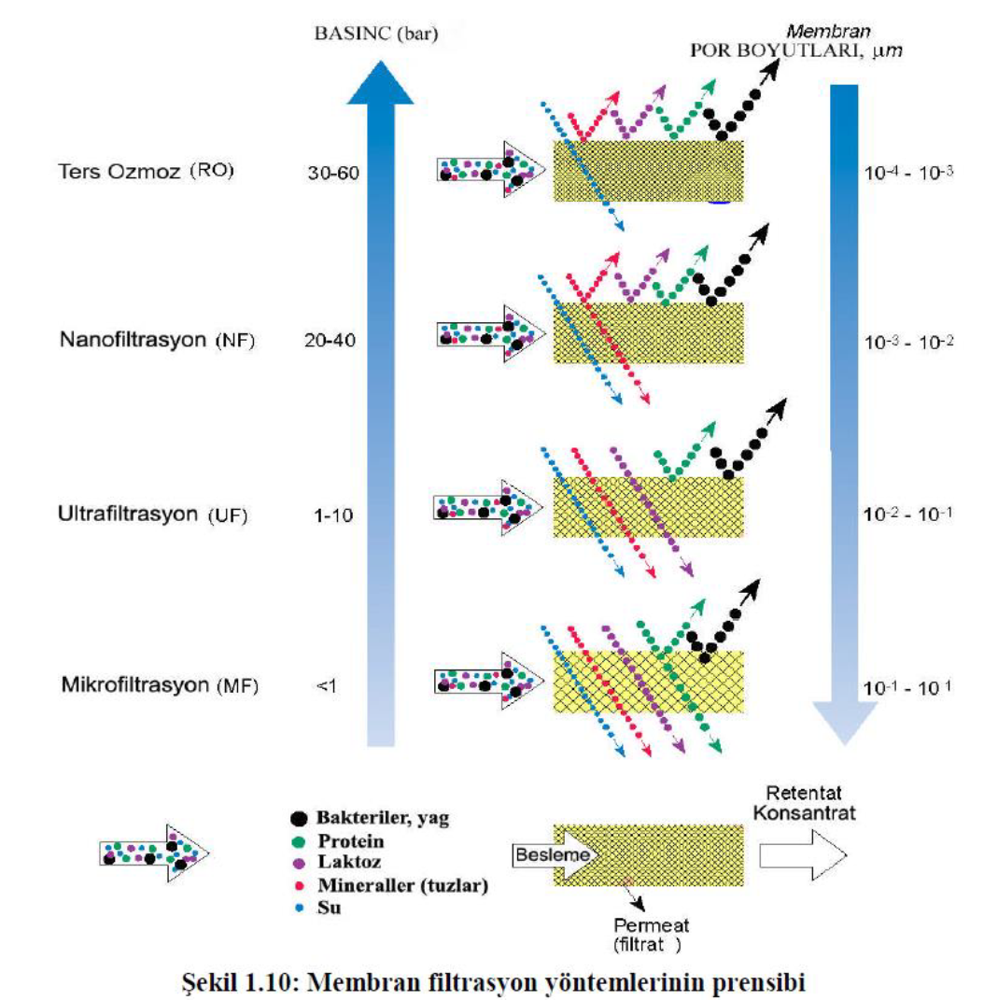 BASINC (bar)
Membran
POR BOYUTLARI, µm
Ters Ozmoz (RO)
30-60
10-4 - 10-3
Nanofiltrasyon (NF)
20-40
10-3 - 10-2
Ultrafiltrasyon (UF)
1-10
10-2 - 10-1
Mikrofiltrasyon (MF)
<1
10-1 - 101
Retentat
Konsantrat
Bakteriler, yag
Protein
Laktoz
Mineraller (tuzlar)
Su
Besleme
Permeat
(filtrat )
Şekil 1.10: Membran filtrasyon yöntemlerinin prensibi